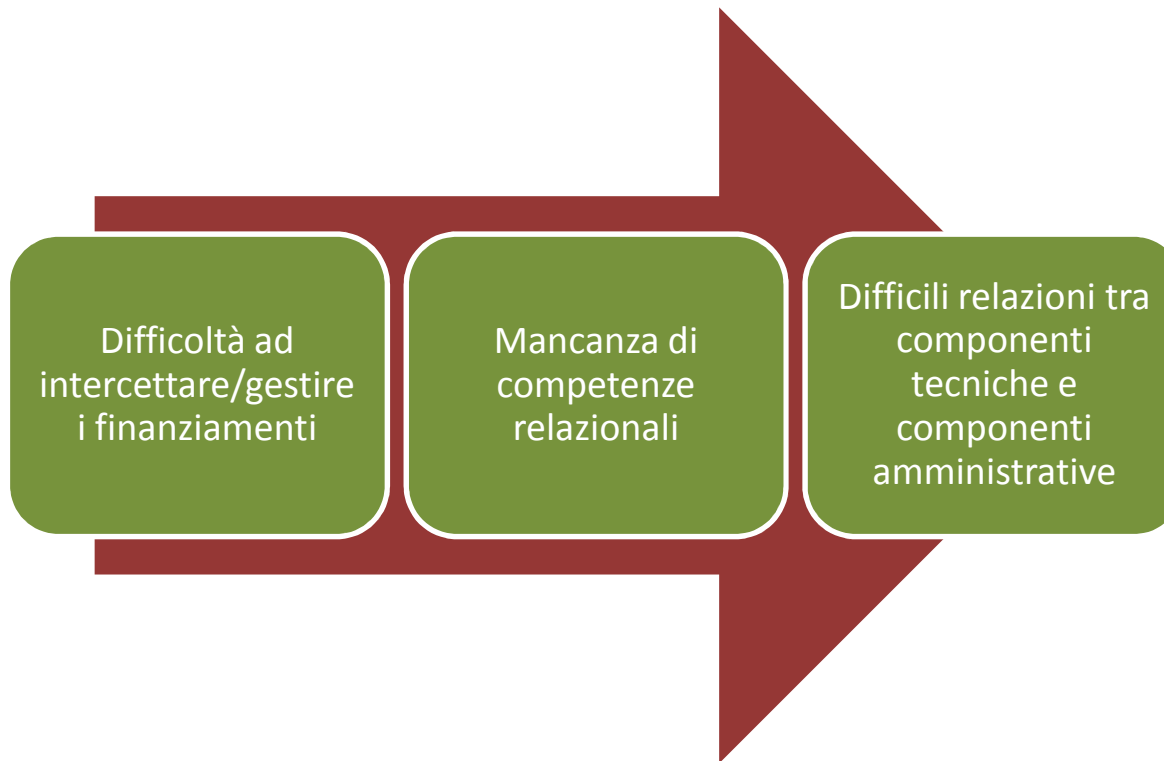 Difficoltà ad
intercettare/gestire
i finanziamenti
Mancanza di
competenze
relazionali
Difficili relazioni tra
componenti
tecniche e
componenti
amministrative